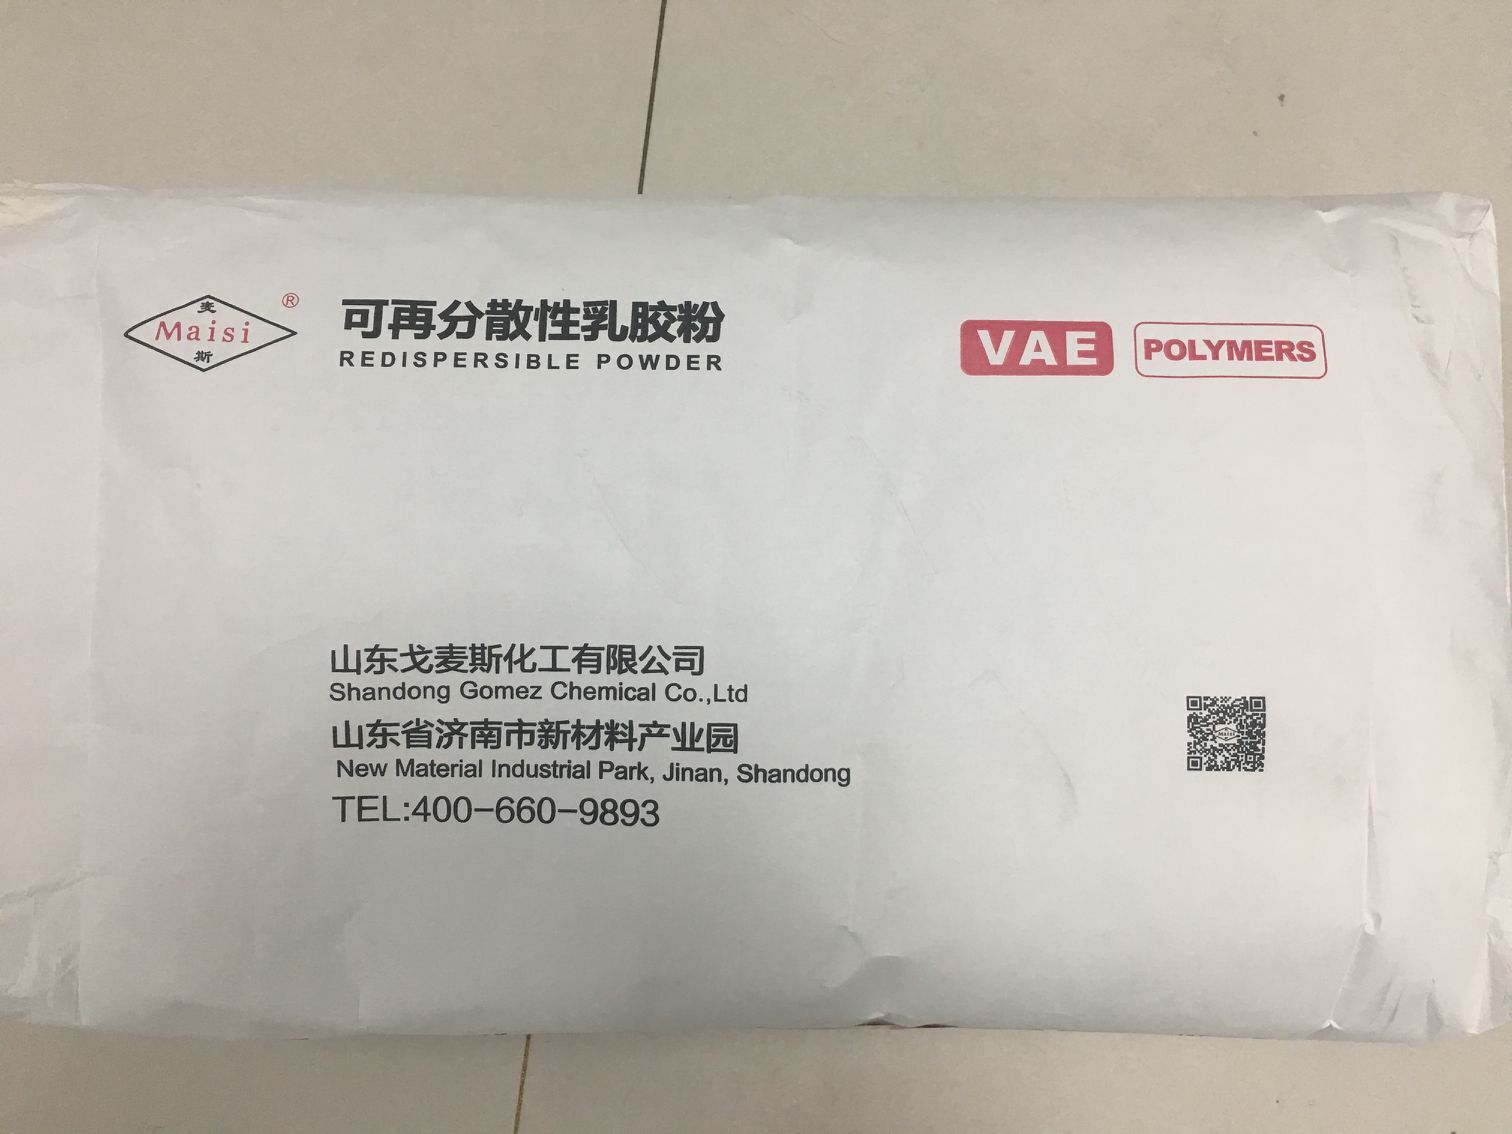 麦
Maisi
斯
®
可再分散性乳胶粉
REDISPERSIBLE POWDER
VAE
POLYMERS
山东戈麦斯化工有限公司
Shandong Gomez Chemical Co.,Ltd
山东省济南市新材料产业园
New Material Industrial Park, Jinan, Shandong
TEL:400-660-9893
Maisi